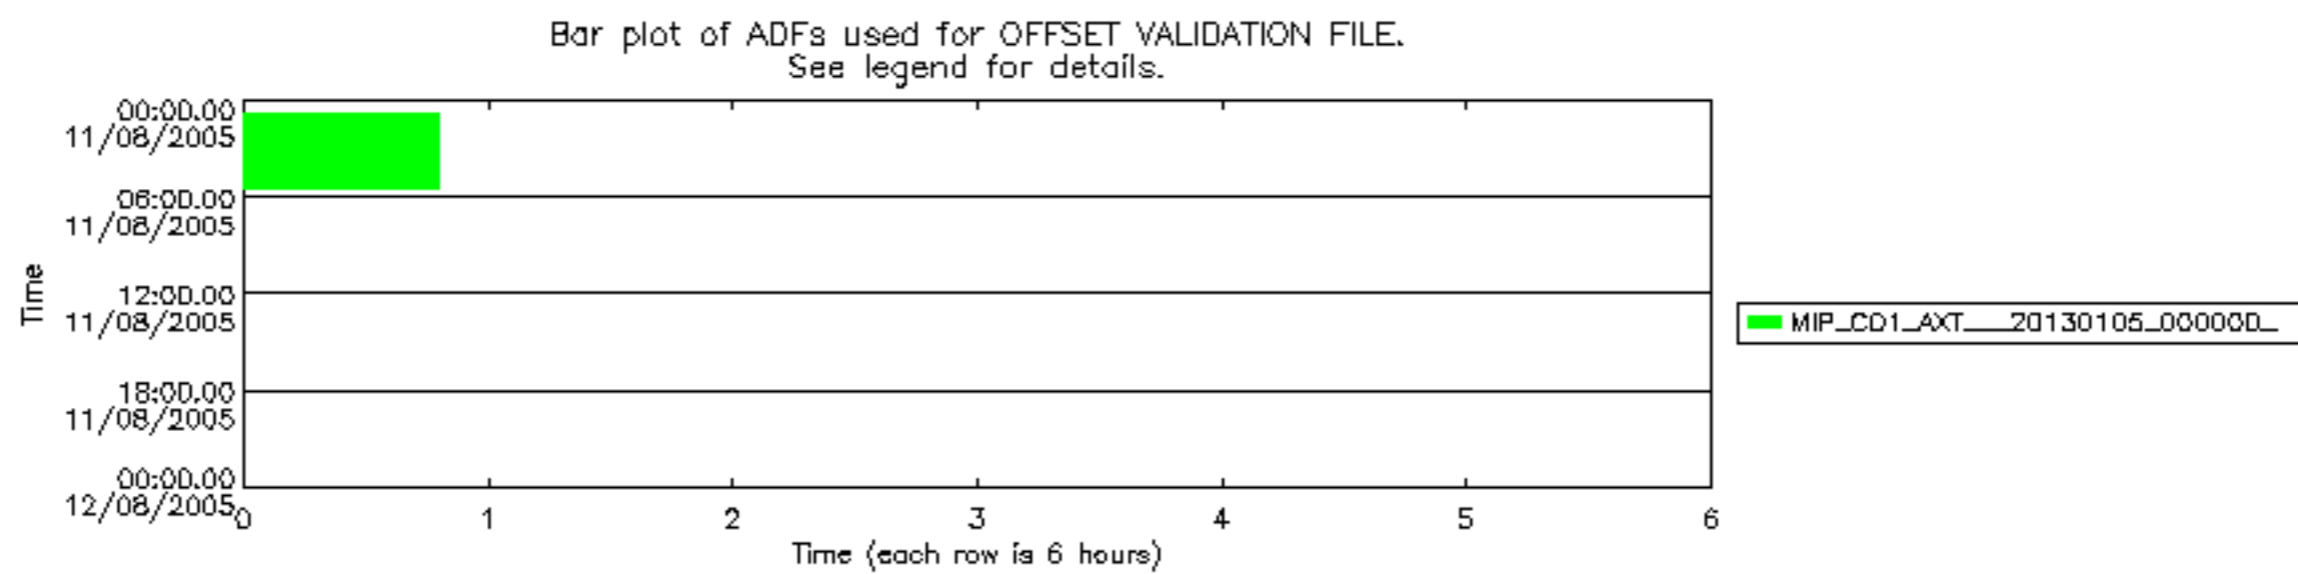 Bar plot of ADFs used for OFFSET VALIDATION FILE.
See legend for details.
00:00.00
11/08/2005
06:00.00
11/08/2005
12:00.00
11/08/2005
18:00.00
11/08/2005
00:00.00
12/08/2005
Time
0 1 2 3 4 5 6
Time (each row is 6 hours)
MIP_CO1_AXT___20130105_000000_